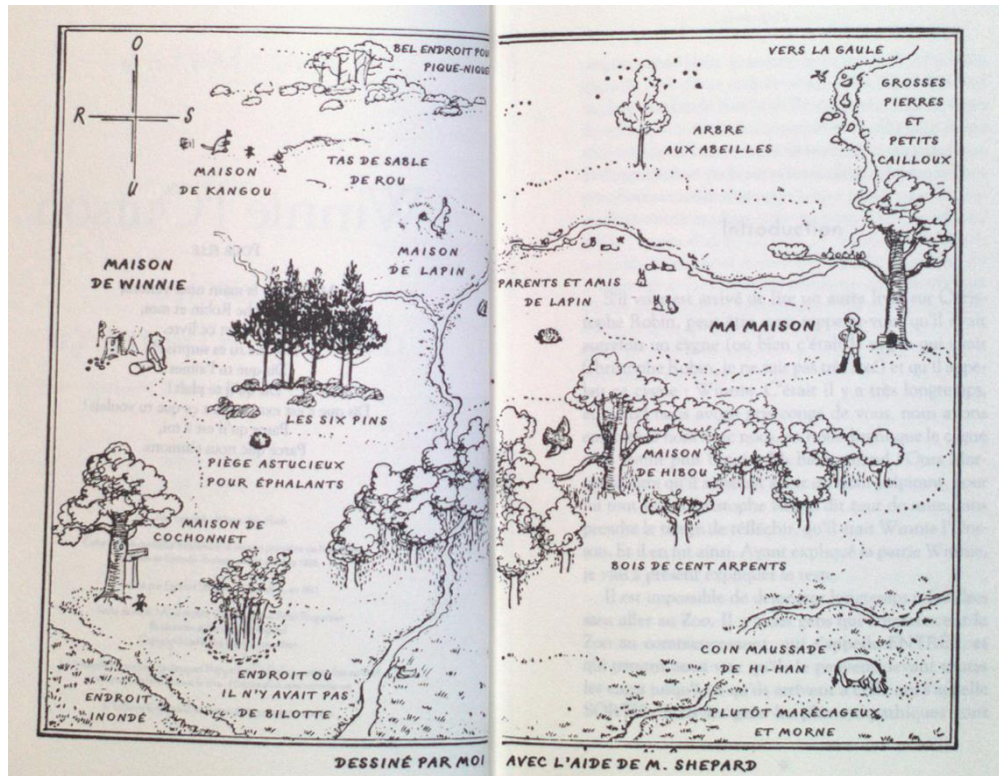 O
R S
U
BEL ENDROIT POU
PIQUE-NIQUE
MAISON
DE KANGOU
TAS DE SABLE
DE ROU
MAISON
DE WINNIE
MAISON
DE LAPIN
LES SIX PINS
PIÈGE ASTUCIEUX
POUR ÉPHALANTS
MAISON DE
COCHONNET
ENDROIT
INONDÉ
ENDROIT OÙ
IL N'Y AVAIT PAS
DE BILOTTE
DESSINÉ PAR MOI
VERS LA GAULE
GROSSES
PIERRES
ET
PETITS
CAILLOUX
ARBRE
AUX ABEILLES
PARENTS ET AMIS
DE LAPIN
MA MAISON
MAISON
DE HIBOU
BOIS DE CENT ARPENTS
COIN MAUSSADE
DE HI-
PLUTÔT MARÉCAGEUX
ET MORNE
AVEC L'AIDE DE M. SHEPARD